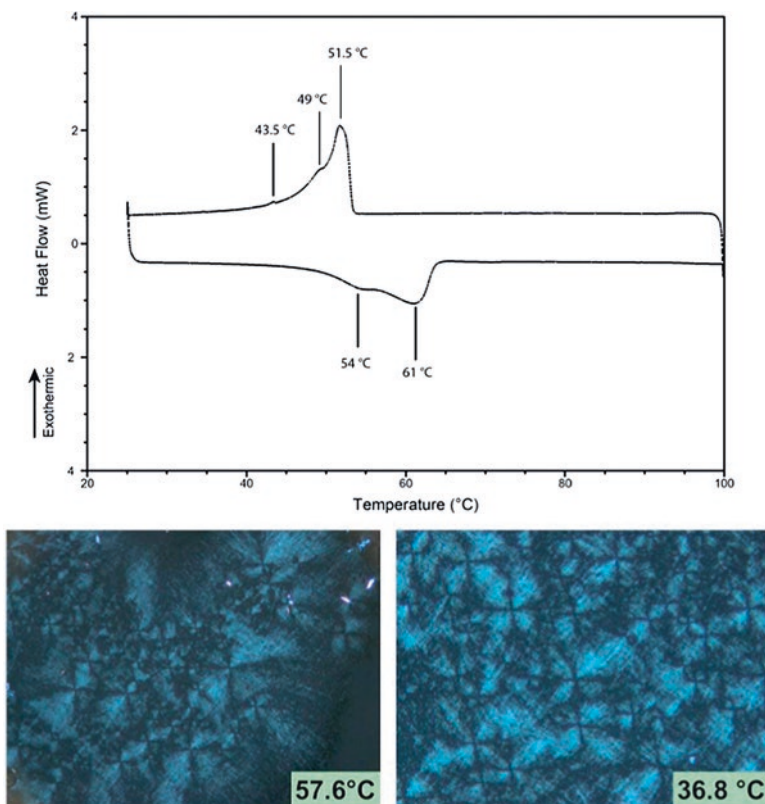 4
51.5 °C
49 °C
43.5 °C
2
Heat Flow (mW)
0
2
54 °C
61 °C
Exothermic
4
20
40
60
80
100
Temperature (°C)
57.6°C
36.8 °C